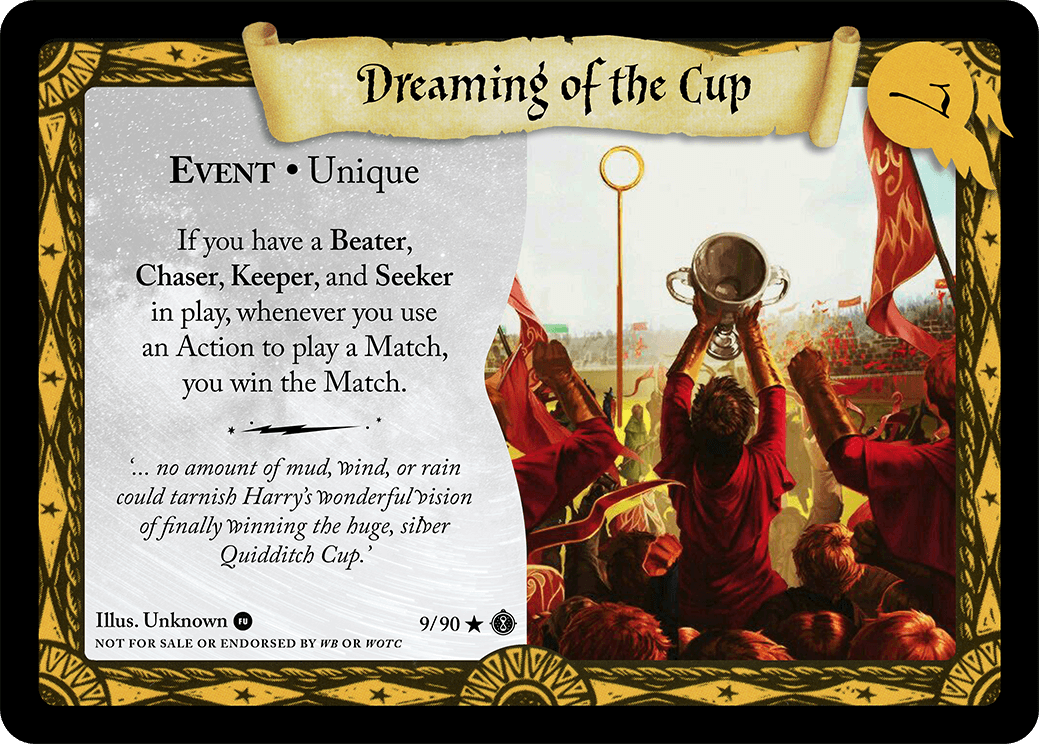 Dreaming of the Cup
EVENT • Unique
If you have a Beater,
Chaser, Keeper, and Seeker
in play, whenever you use
an Action to play a Match,
you win the Match.
‘... no amount of mud, wind, or rain
could tarnish Harry’s wonderful vision
of finally winning the huge, silver
Quidditch Cup.’
Illus. Unknown FU
9/90 ★
NOT FOR SALE OR ENDORSED BY WB OR WOTC